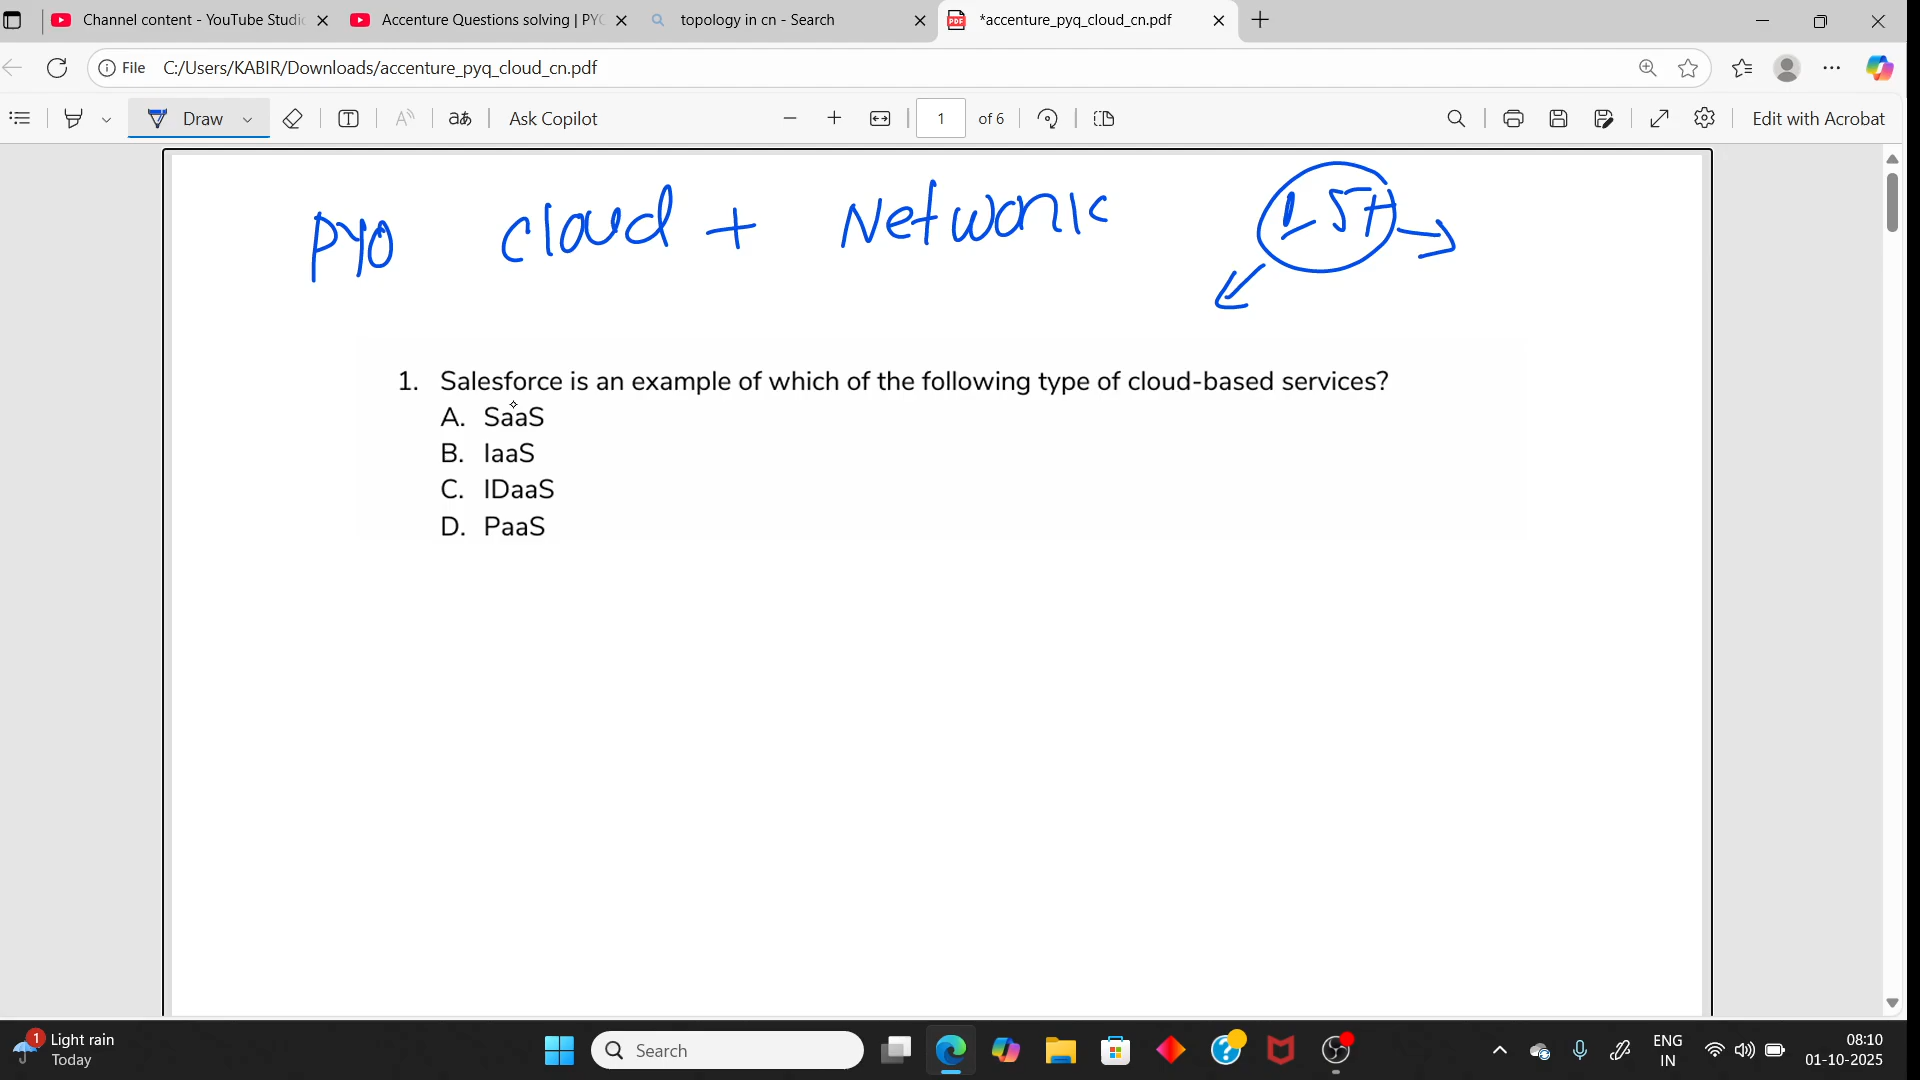 Channel content - YouTube Studi
Accenture Questions solving | PYC
topology in cn - Search
*accenture_pyq_cloud_cn.pdf
File C:/Users/KABIR/Downloads/accenture_pyq_cloud_cn.pdf
Draw
Ask Copilot
1 of 6
Edit with Acrobat
PYQ Cloud + Network
1. Salesforce is an example of which of the following type of cloud-based services?
A. SaaS
B. IaaS
C. IDaaS
D. PaaS
1 Light rain
Today
Search
ENG
IN
08:10
01-10-2025